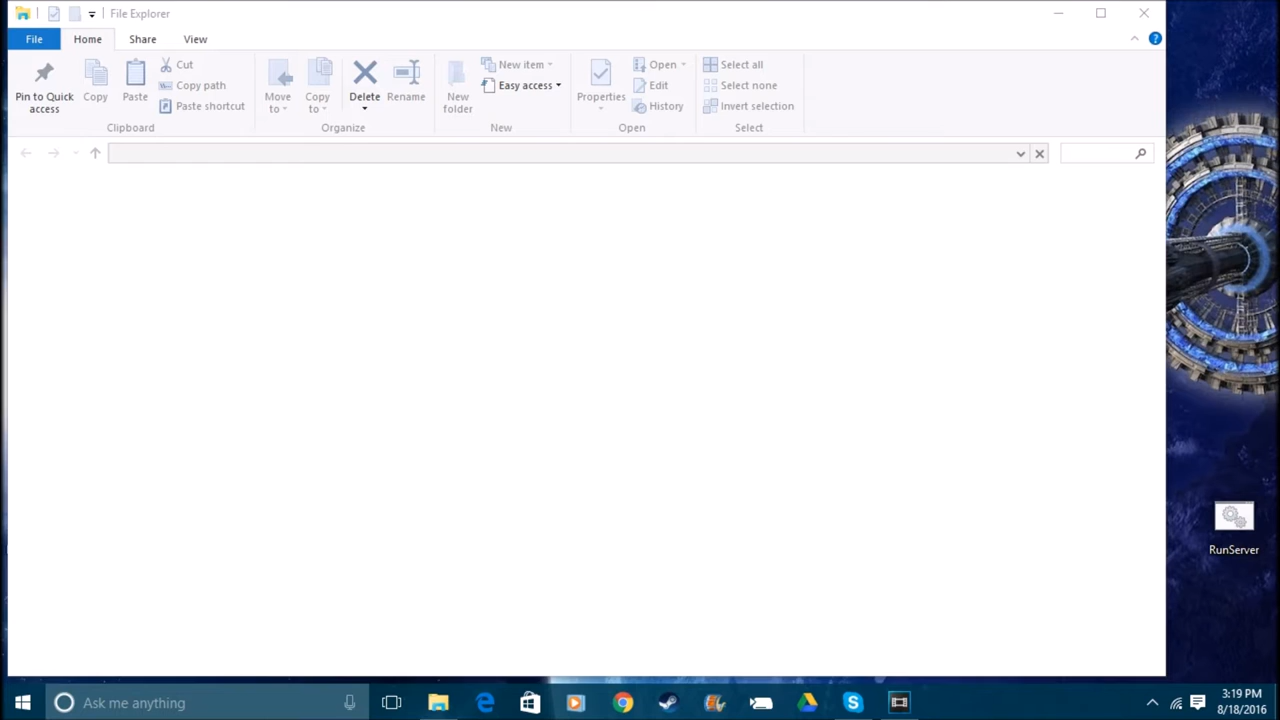 File Explorer
File Home Share View
Pin to Quick access
Copy
Paste
Cut
Copy path
Paste shortcut
Clipboard
Move to
Copy to
Delete
Rename
Organize
New folder
New item
Easy access
New
Properties
Open
Edit
History
Open
Select all
Select none
Invert selection
Select
RunServer
Ask me anything
3:19 PM
8/18/2016